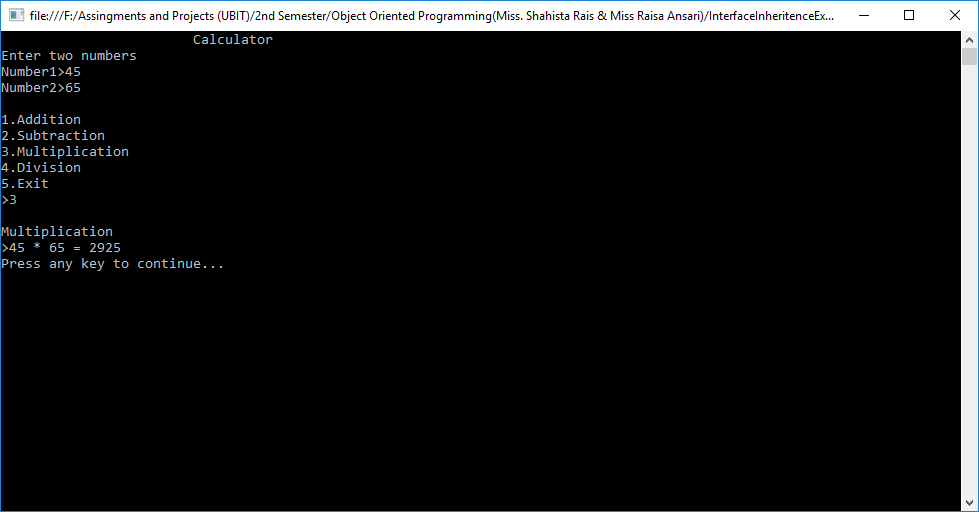 file:///F:/Assingments and Projects (UBIT)/2nd Semester/Object Oriented Programming(Miss. Shahista Rais & Miss Raisa Ansari)/InterfaceInheritenceEx...
Calculator
Enter two numbers
Number1>45
Number2>65
1.Addition
2.Subtraction
3.Multiplication
4.Division
5.Exit
>3
Multiplication
>45 * 65 = 2925
Press any key to continue...